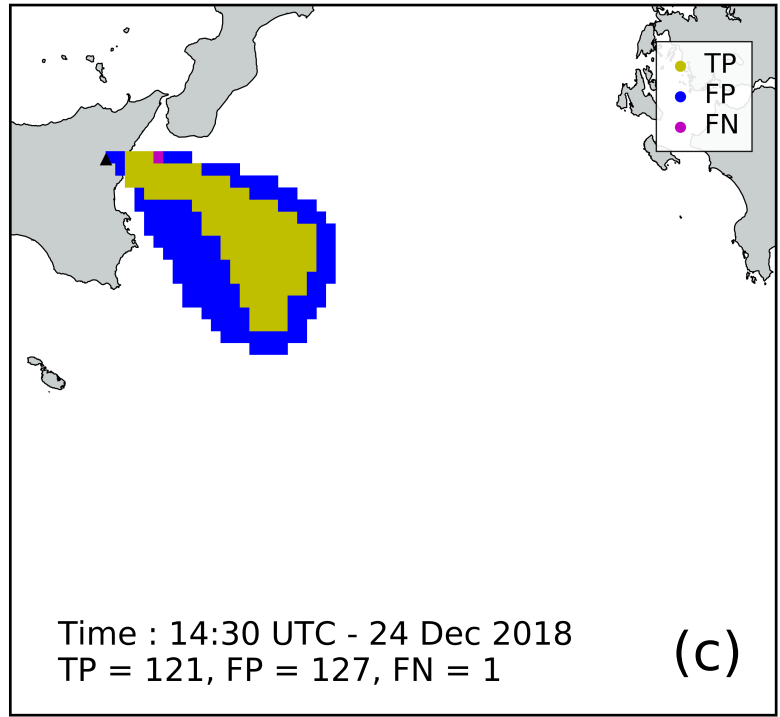 TP
FP
FN
Time : 14:30 UTC - 24 Dec 2018
TP = 121, FP = 127, FN = 1
(c)